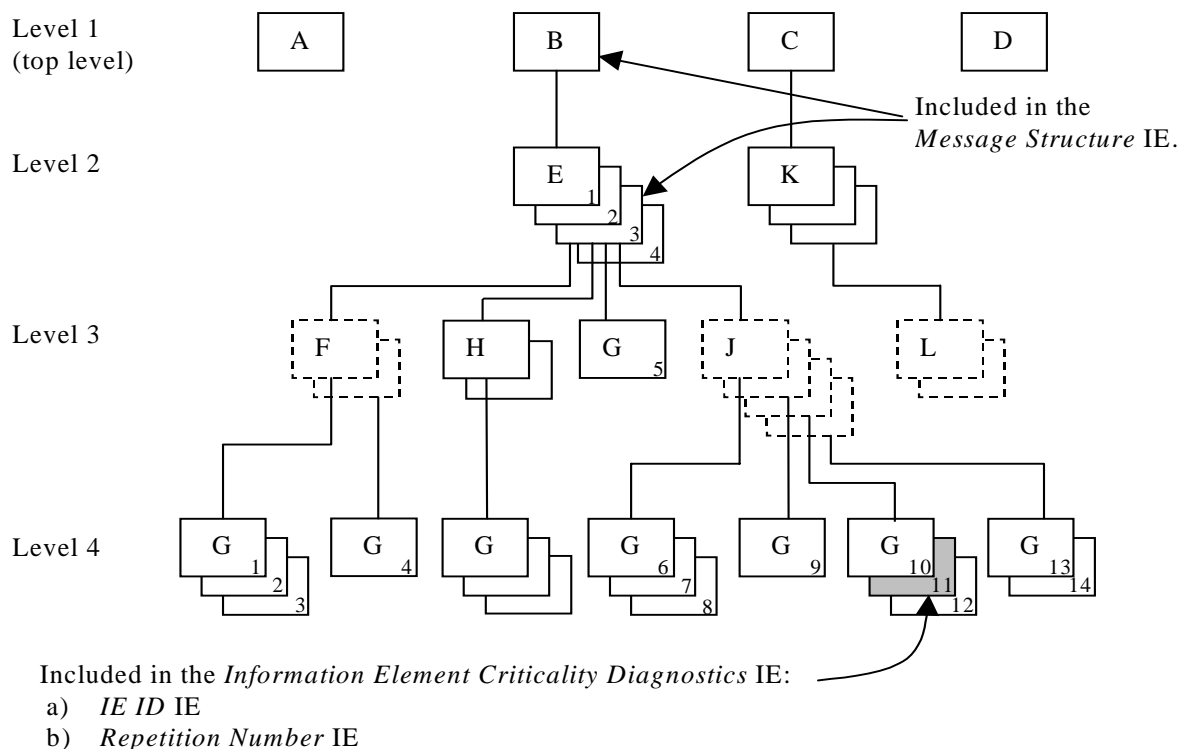 Level 1
(top level)
A
B
C
D
Included in the
Message Structure IE.
Level 2
E
1
2
3
4
K
Level 3
F
H
G
5
J
L
Level 4
G
1
2
3
G
4
G
G
6
7
8
G
9
G
10
11
12
G
13
14
Included in the Information Element Criticality Diagnostics IE:
a) IE ID IE
b) Repetition Number IE